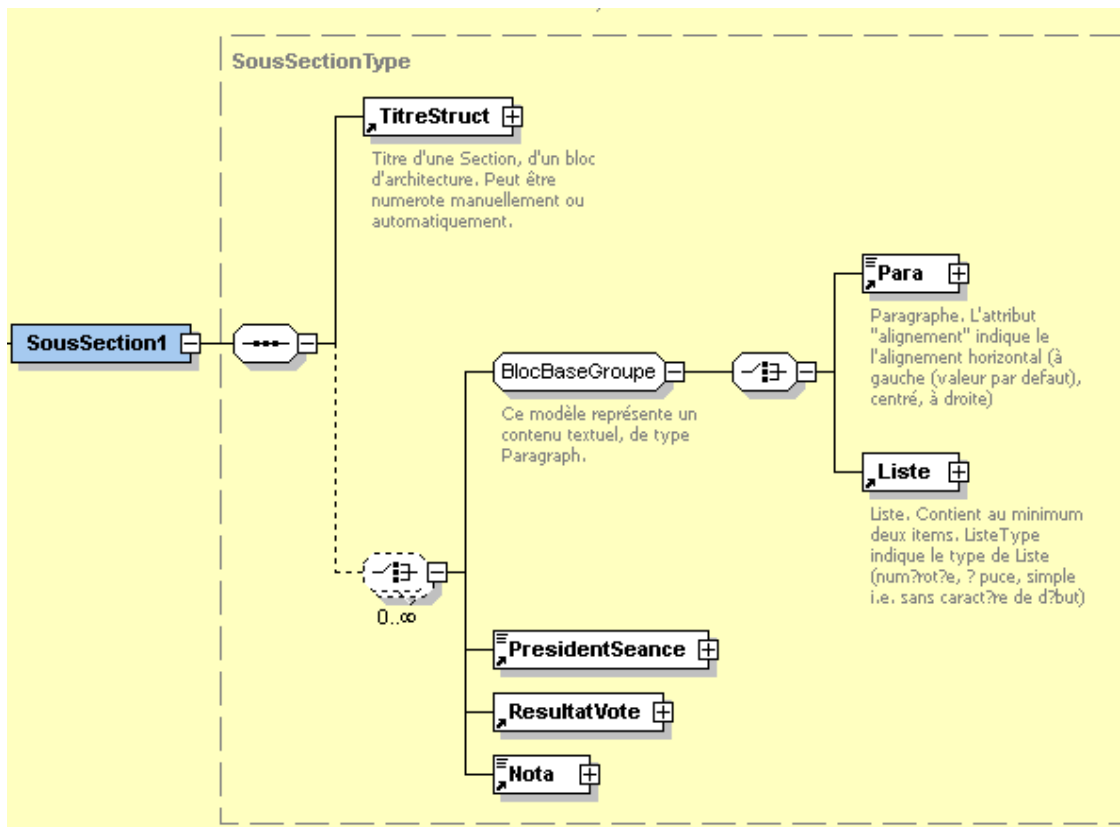 SousSectionType
TitreStruct
Titre d'une Section, d'un bloc
d'architecture. Peut être
numerote manuellement ou
automatiquement.
SousSection1
BlocBaseGroupe
Ce modèle représente un
contenu textuel, de type
Paragraph.
Para
Paragraphe. L'attribut
"alignement" indique le
l'alignement horizontal (à
gauche (valeur par defaut),
centré, à droite)
Liste
Liste. Contient au minimum
deux items. ListeType
indique le type de Liste
(num?rot?e, ? puce, simple
i.e. sans caract?re de d?but)
0..∞
PresidentSeance
ResultatVote
Nota